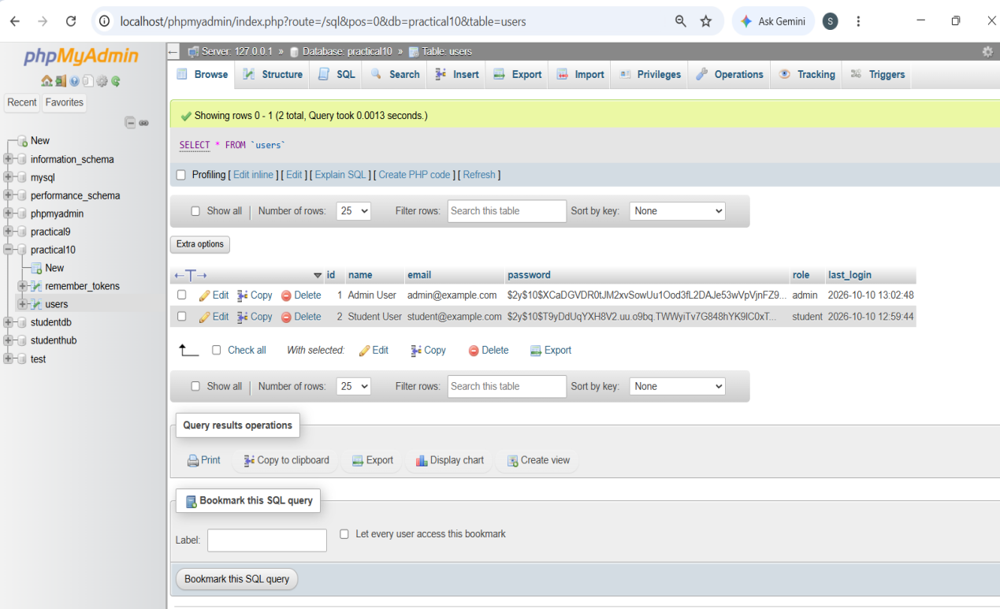 localhost/phpmyadmin/index.php?route=/sql&pos=0&db=practical10&table=users
Ask Gemini
S
phpMyAdmin
Recent Favorites
New
information_schema
mysql
performance_schema
phpmyadmin
practical9
practical10
New
remember_tokens
users
studentdb
studenthub
test
Server: 127.0.0.1 » Database: practical10 » Table: users
Browse Structure SQL Search Insert Export Import Privileges Operations Tracking Triggers
Showing rows 0 - 1 (2 total, Query took 0.0013 seconds.)
SELECT * FROM `users`
Profiling [ Edit inline ] [ Edit ] [ Explain SQL ] [ Create PHP code ] [ Refresh ]
Show all Number of rows: 25 Filter rows: Search this table Sort by key: None
Extra options
←T→ id name email password role last_login
Edit Copy Delete 1 Admin User admin@example.com $2y$10$XCaDGVDR0tJM2xvSowUu1Ood3fL2DAJe53wVpVjnFZ9... admin 2026-10-10 13:02:48
Edit Copy Delete 2 Student User student@example.com $2y$10$T9yDdUqYXH8V2.uu.o9bq.TWWyiTv7G848hYK9lC0xT... student 2026-10-10 12:59:44
Check all With selected: Edit Copy Delete Export
Show all Number of rows: 25 Filter rows: Search this table Sort by key: None
Query results operations
Print Copy to clipboard Export Display chart Create view
Bookmark this SQL query
Label: Let every user access this bookmark
Bookmark this SQL query